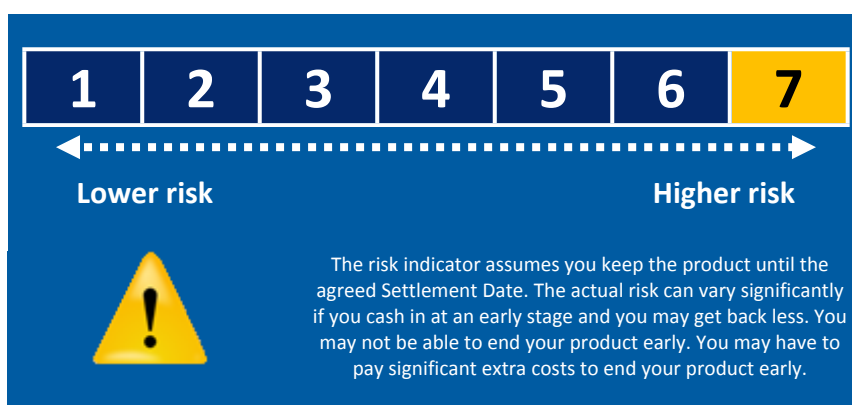 1 2 3 4 5 6 7
Lower risk Higher risk
The risk indicator assumes you keep the product until the
agreed Settlement Date. The actual risk can vary significantly
if you cash in at an early stage and you may get back less. You
may not be able to end your product early. You may have to
pay significant extra costs to end your product early.